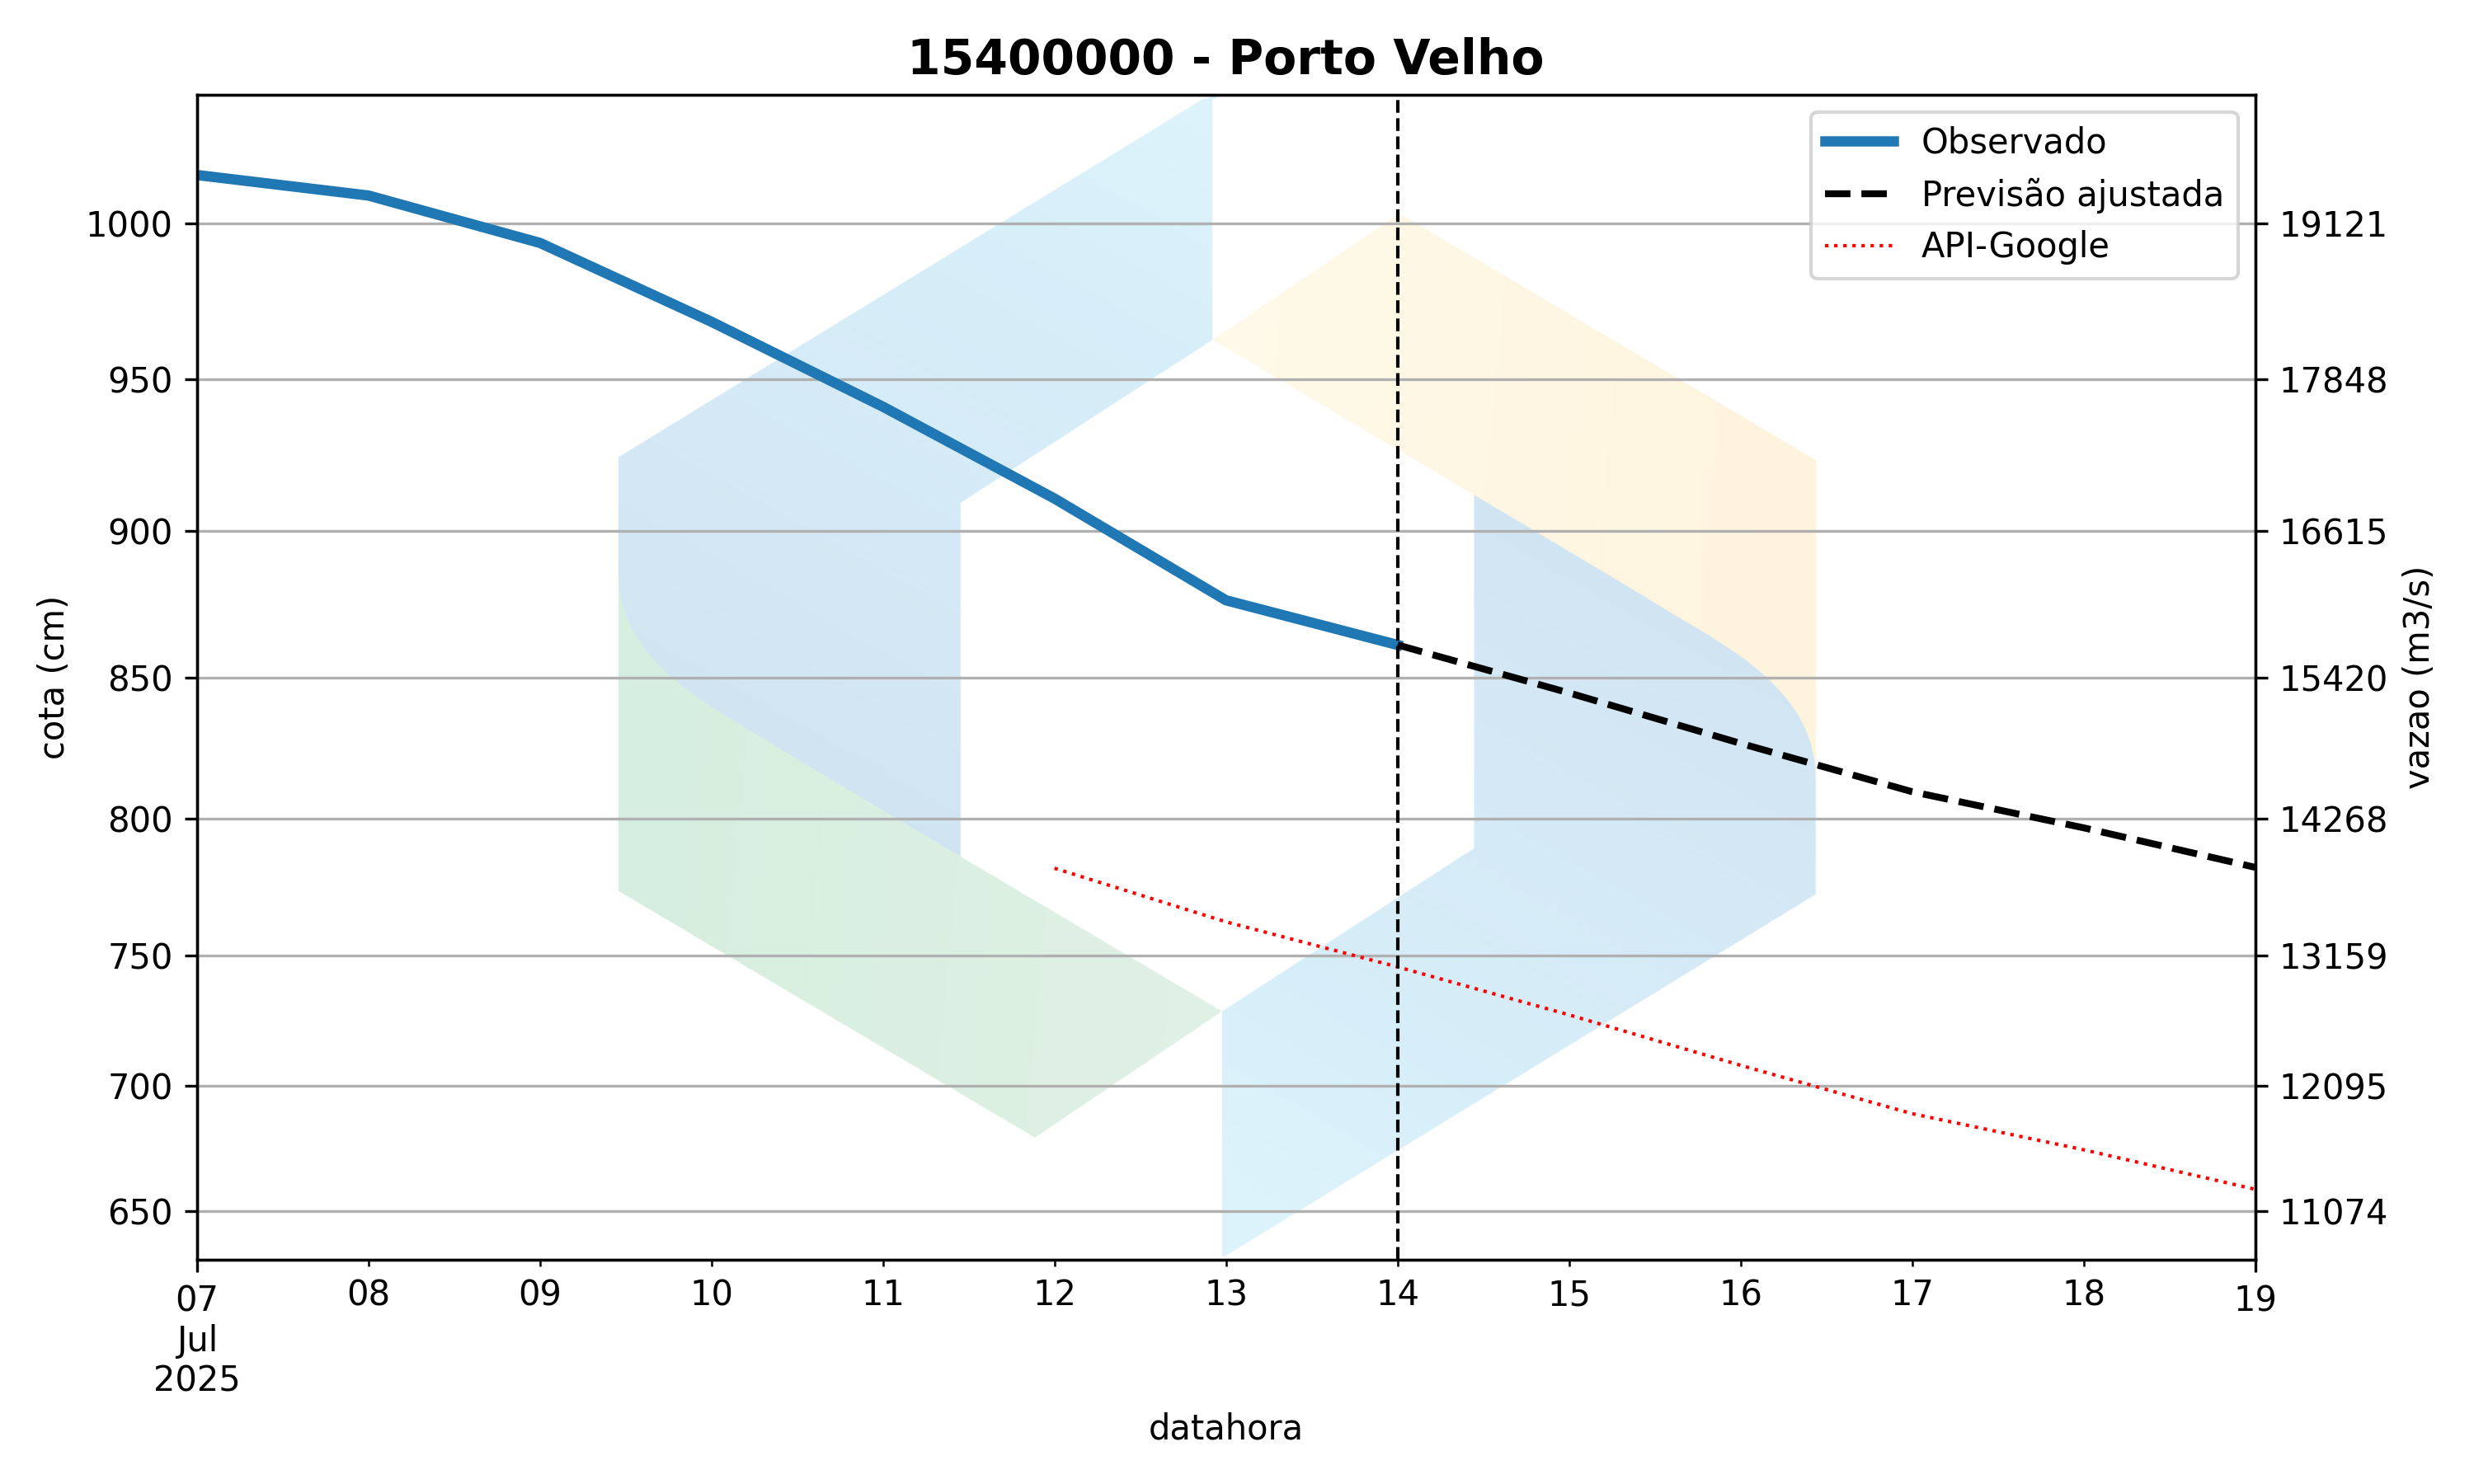 15400000 - Porto Velho
Observado
Previsão ajustada
API-Google
1000
950
900
850
800
750
700
650
cota (cm)
19121
17848
16615
15420
14268
13159
12095
11074
vazao (m3/s)
07 08 09 10 11 12 13 14 15 16 17 18 19
Jul
2025
datahora